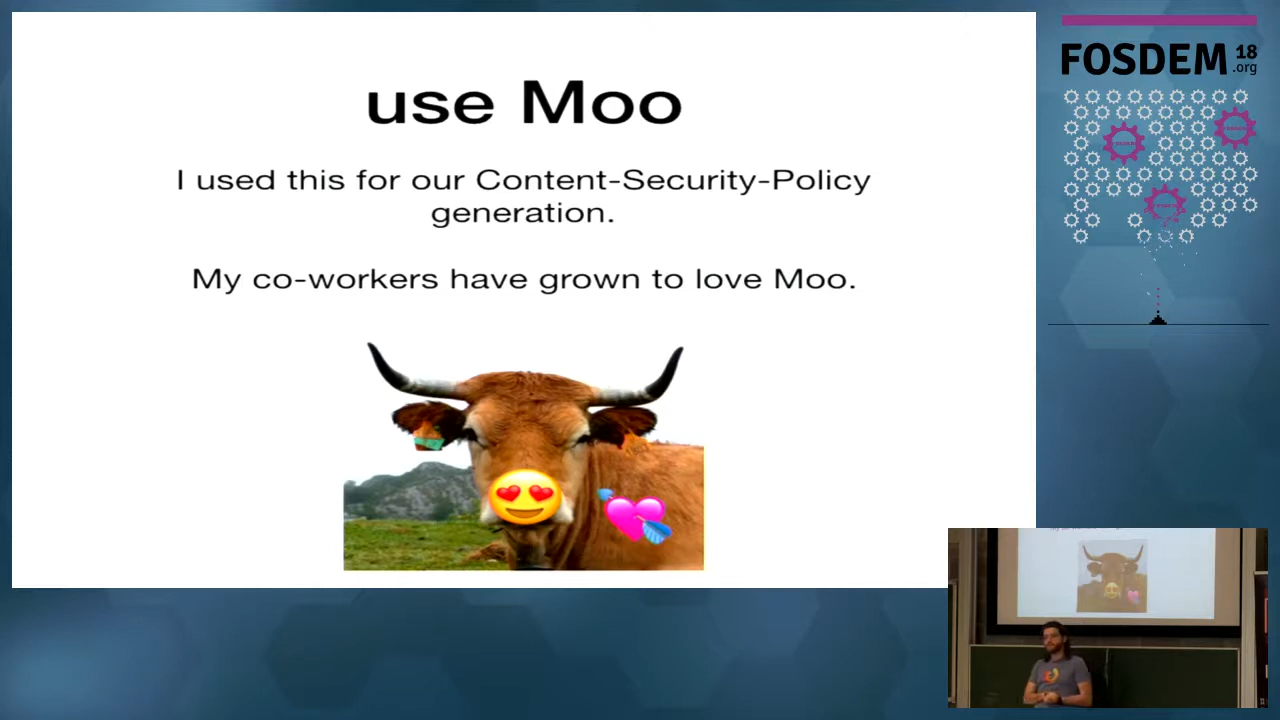 use Moo
I used this for our Content-Security-Policy
generation.
My co-workers have grown to love Moo.
FOSDEM 18
.org